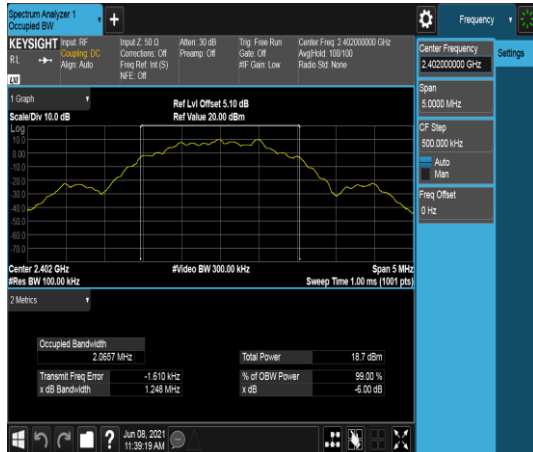 Spectrum Analyzer 1
Occupied BW
+
Frequency
KEYSIGHT
RL
LXI
Input: RF
Coupling: DC
Align: Auto
Input Z: 50 Ω
Corrections: Off
Freq Ref: Int (S)
NFE: Off
Atten: 30 dB
Preamp: Off
Trig: Free Run
Gate: Off
#IF Gain: Low
Center Freq: 2.402000000 GHz
Avg|Hold: 100/100
Radio Std: None
Center Frequency
2.402000000 GHz
Settings
Span
5.0000 MHz
CF Step
500.000 kHz
Auto
Man
Freq Offset
0 Hz
1 Graph
Scale/Div 10.0 dB
Ref Lvl Offset 5.10 dB
Ref Value 20.00 dBm
Log
10.0
0.00
-10.0
-20.0
-30.0
-40.0
-50.0
-60.0
-70.0
Center 2.402 GHz
#Res BW 100.00 kHz
#Video BW 300.00 kHz
Span 5 MHz
Sweep Time 1.00 ms (1001 pts)
2 Metrics
Occupied Bandwidth
2.0657 MHz
Total Power 18.7 dBm
Transmit Freq Error -1.610 kHz
% of OBW Power 99.00 %
x dB Bandwidth 1.248 MHz
x dB -6.00 dB
?
Jun 08, 2021
11:39:19 AM